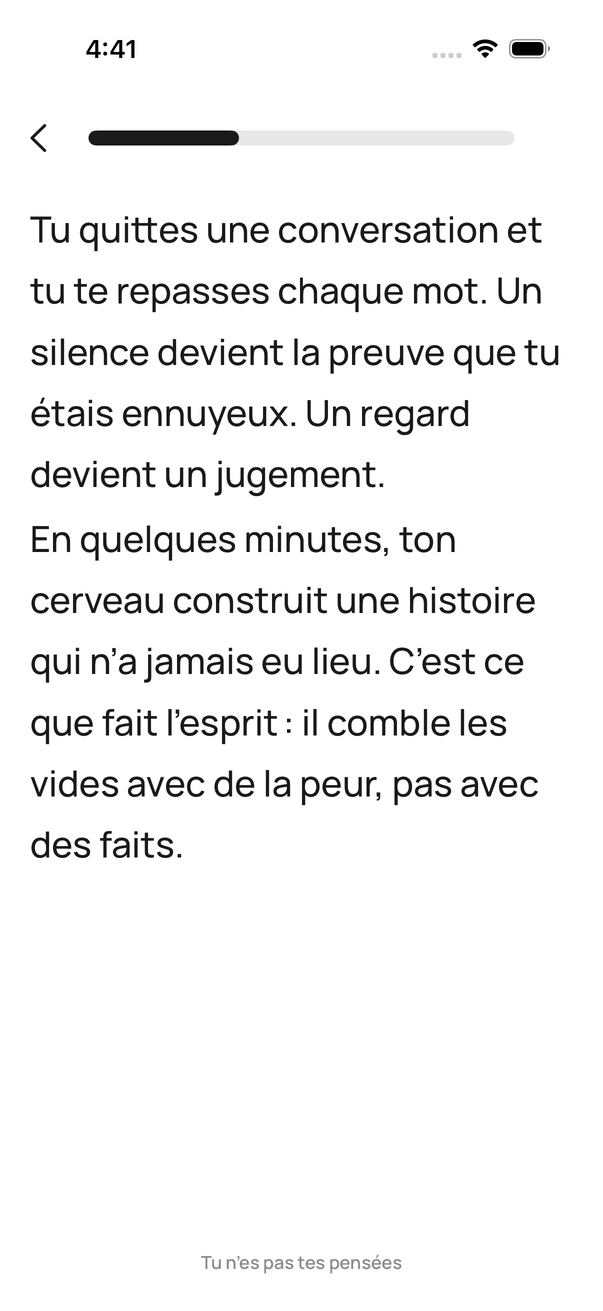 4:41
Tu quittes une conversation et
tu te repasses chaque mot. Un
silence devient la preuve que tu
étais ennuyeux. Un regard
devient un jugement.
En quelques minutes, ton
cerveau construit une histoire
qui n’a jamais eu lieu. C’est ce
que fait l’esprit : il comble les
vides avec de la peur, pas avec
des faits.
Tu n’es pas tes pensées